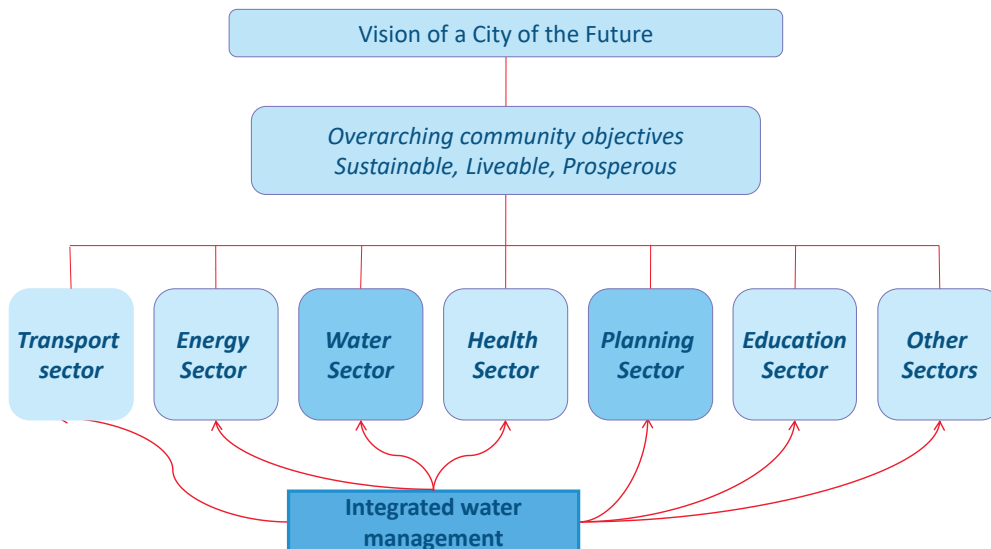 Vision of a City of the Future
Overarching community objectives
Sustainable, Liveable, Prosperous
Transport
sector
Energy
Sector
Water
Sector
Health
Sector
Planning
Sector
Education
Sector
Other
Sectors
Integrated water
management